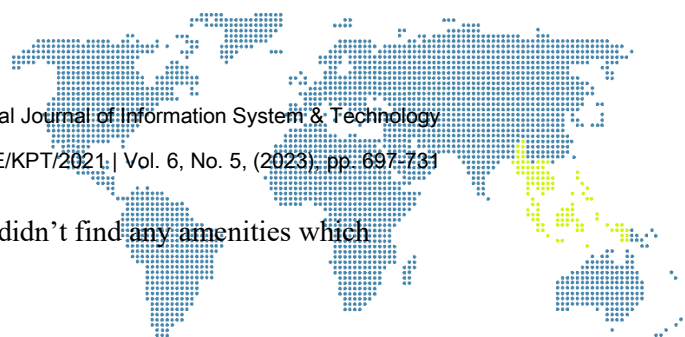 al Journal of Information System & Technology
E/KPT/2021 | Vol. 6, No. 5, (2023), pp. 697-731
didn’t find any amenities which